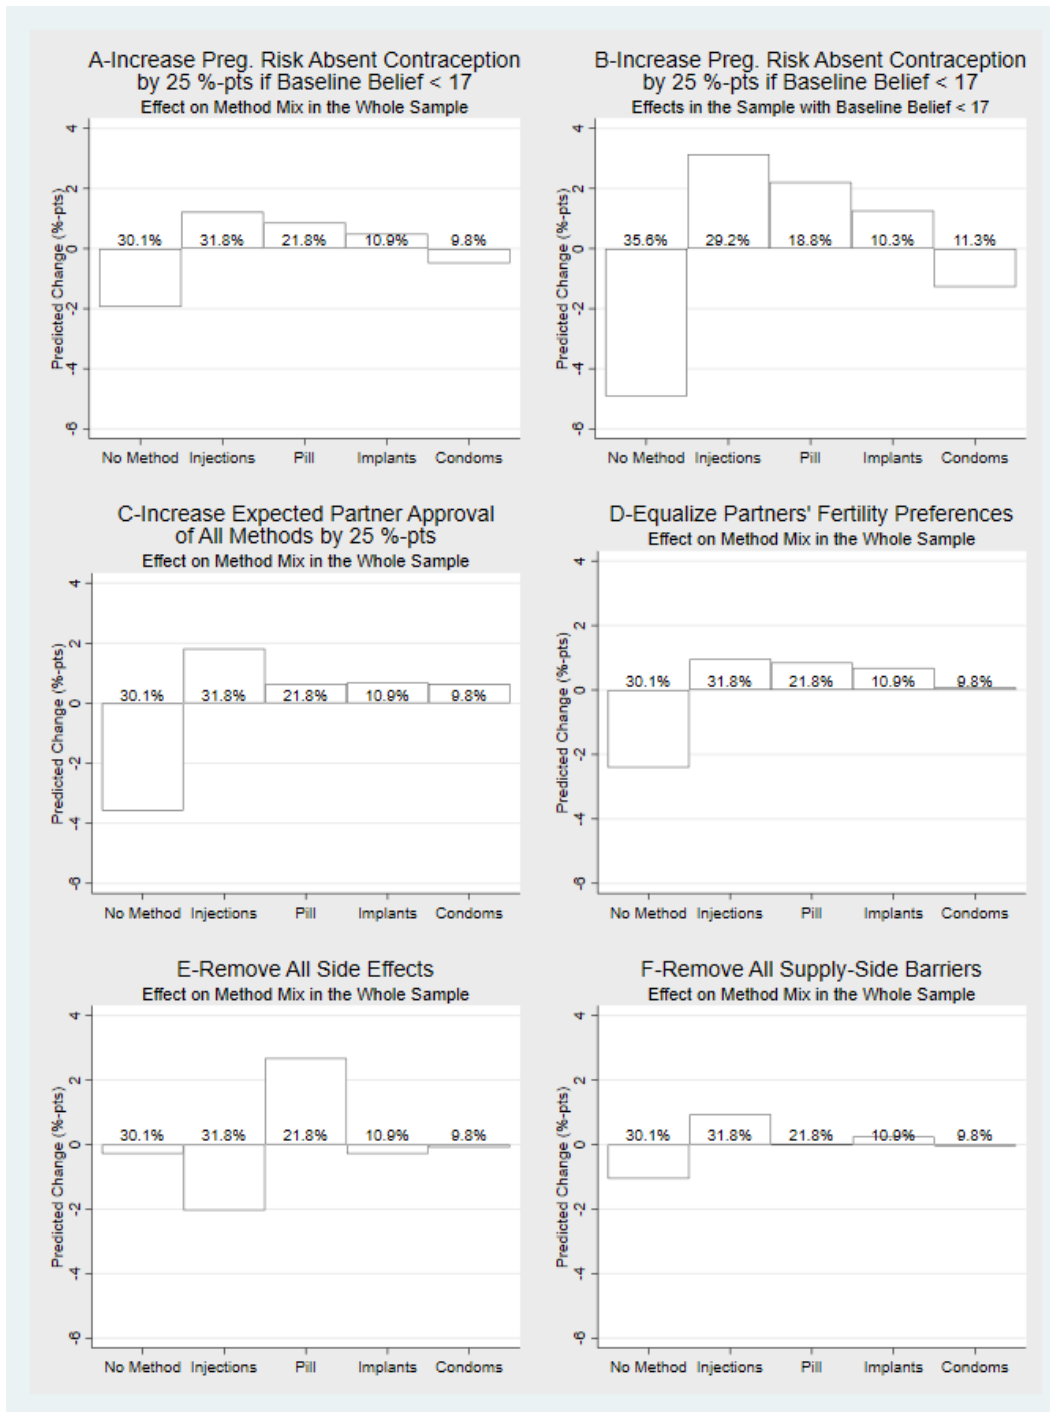 A-Increase Preg. Risk Absent Contraception
by 25 %-pts if Baseline Belief < 17
Effect on Method Mix in the Whole Sample
Predicted Change (%-pts)
4
2
0
-2
-4
-6
30.1% 31.8% 21.8% 10.9% 9.8%
No Method Injections Pill Implants Condoms
B-Increase Preg. Risk Absent Contraception
by 25 %-pts if Baseline Belief < 17
Effects in the Sample with Baseline Belief < 17
Predicted Change (%-pts)
4
2
0
-2
-4
-6
35.6% 29.2% 18.8% 10.3% 11.3%
No Method Injections Pill Implants Condoms
C-Increase Expected Partner Approval
of All Methods by 25 %-pts
Effect on Method Mix in the Whole Sample
Predicted Change (%-pts)
4
2
0
-2
-4
-6
30.1% 31.8% 21.8% 10.9% 9.8%
No Method Injections Pill Implants Condoms
D-Equalize Partners' Fertility Preferences
Effect on Method Mix in the Whole Sample
Predicted Change (%-pts)
4
2
0
-2
-4
-6
30.1% 31.8% 21.8% 10.9% 9.8%
No Method Injections Pill Implants Condoms
E-Remove All Side Effects
Effect on Method Mix in the Whole Sample
Predicted Change (%-pts)
4
2
0
-2
-4
-6
30.1% 31.8% 21.8% 10.9% 9.8%
No Method Injections Pill Implants Condoms
F-Remove All Supply-Side Barriers
Effect on Method Mix in the Whole Sample
Predicted Change (%-pts)
4
2
0
-2
-4
-6
30.1% 31.8% 21.8% 10.9% 9.8%
No Method Injections Pill Implants Condoms